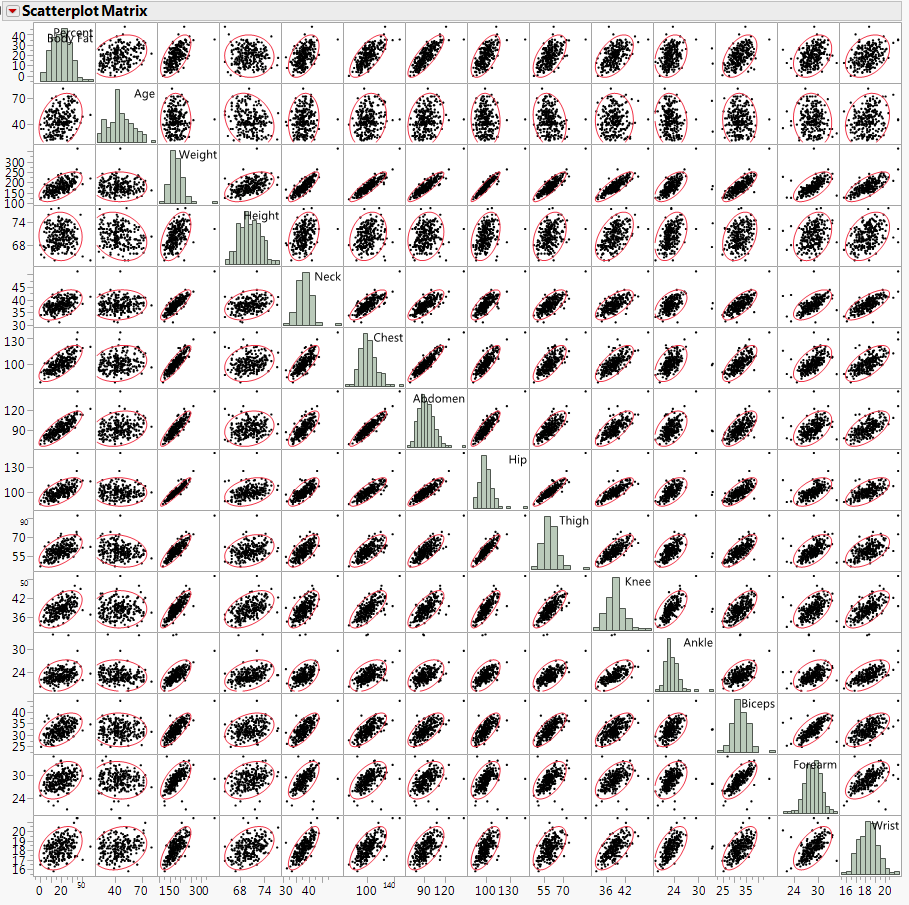 Scatterplot Matrix
40
30
20
10
0
Percent
Body Fat
70
40
Age
300
250
200
150
100
Weight
74
68
Height
45
40
35
30
Neck
130
100
Chest
120
90
Abdomen
130
100
Hip
90
70
55
Thigh
50
42
36
Knee
30
24
Ankle
40
35
30
25
Biceps
30
24
Forearm
20
19
18
17
16
Wrist
0 20 50 40 70 150 300 68 74 30 40 100 140 90 120 100 130 55 70 36 42 24 30 25 35 24 30 16 18 20